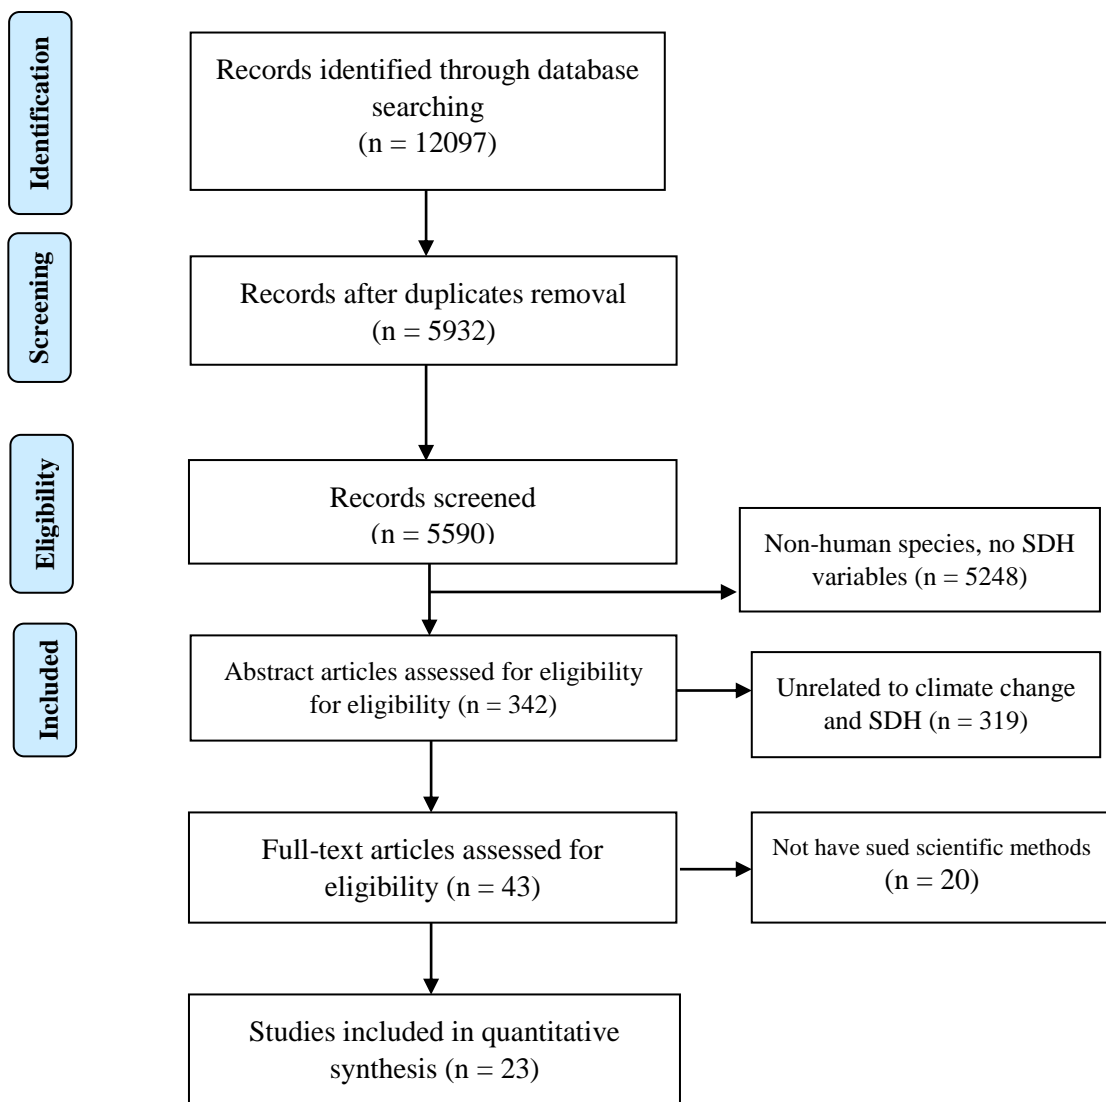 Identification
Records identified through database
searching
(n = 12097)
Screening
Records after duplicates removal
(n = 5932)
Eligibility
Records screened
(n = 5590)
Non-human species, no SDH
variables (n = 5248)
Included
Abstract articles assessed for eligibility
for eligibility (n = 342)
Unrelated to climate change
and SDH (n = 319)
Full-text articles assessed for
eligibility (n = 43)
Not have sued scientific methods
(n = 20)
Studies included in quantitative
synthesis (n = 23)